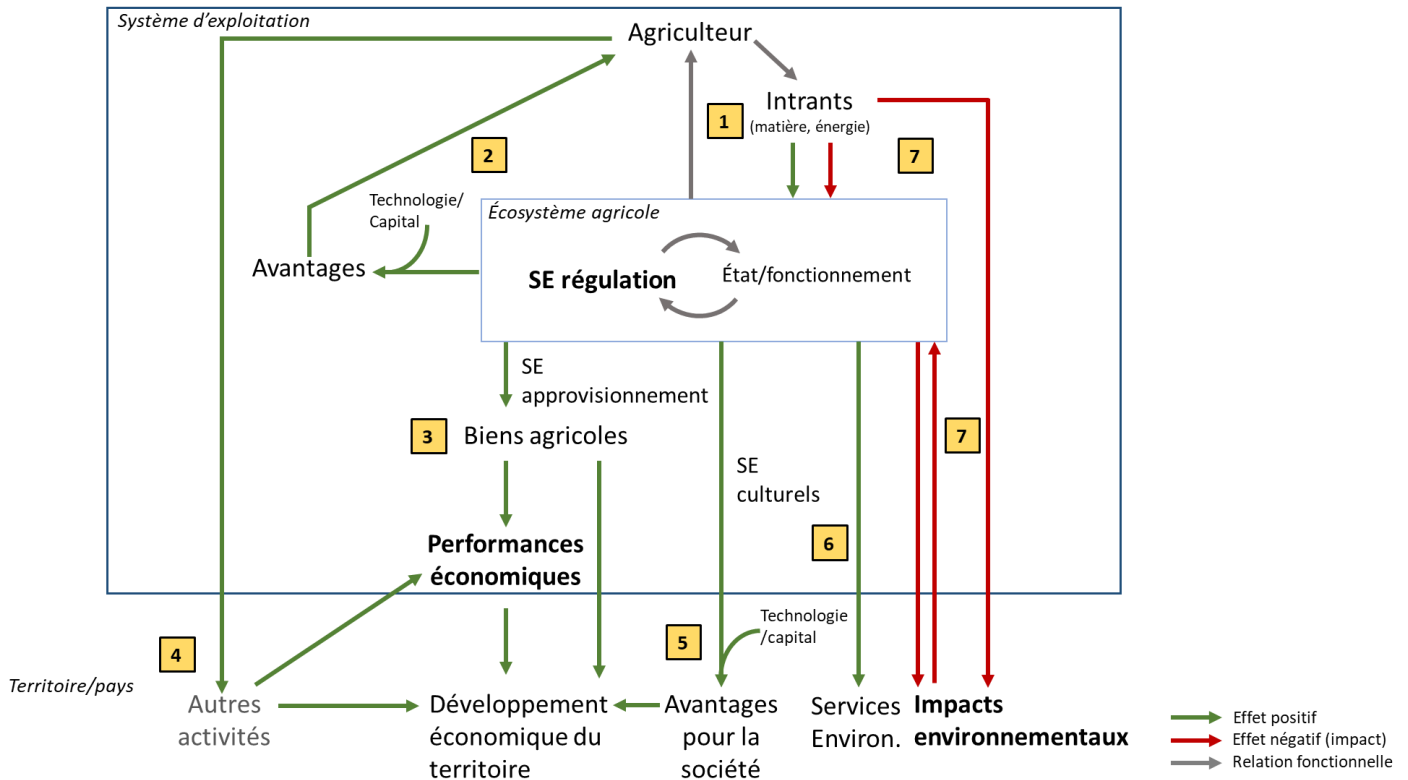 Système d'exploitation
Agriculteur
Intrants
(matière, énergie)
1
7
2
Technologie/
Capital
Écosystème agricole
Avantages
SE régulation
État/fonctionnement
SE
approvisionnement
3
Biens agricoles
7
SE
culturels
6
Performances
économiques
Technologie
/capital
5
4
Territoire/pays
Autres
activités
Développement
économique du
territoire
Avantages
pour la
société
Services
Environ.
Impacts
environnementaux
Effet positif
Effet négatif (impact)
Relation fonctionnelle